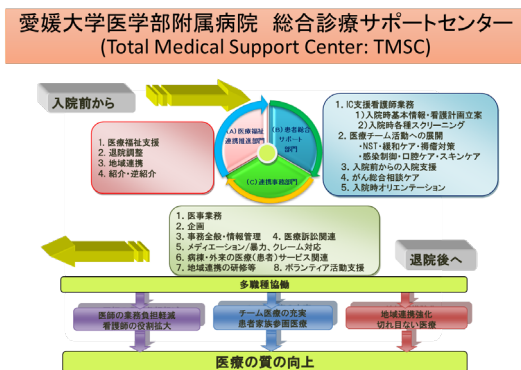 愛媛大学医学部附属病院　総合診療サポートセンター
(Total Medical Support Center: TMSC)
入院前から
(A)医療福祉
連携推進部門
(B)患者総合
サポート
部門
(C)連携事務部門
1. 医療福祉支援
2. 退院調整
3. 地域連携
4. 紹介・逆紹介
1. IC支援看護師業務
1)入院時基本情報・看護計画立案
2)入院時各種スクリーニング
2. 医療チーム活動への展開
・NST・緩和ケア・褥瘡対策
・感染制御・口腔ケア・スキンケア
3. 入院前からの入院支援
4. がん総合相談ケア
5. 入院時オリエンテーション
1. 医事業務
2. 企画
3. 事務全般・情報管理　4. 医療訴訟関連
5. メディエーション/暴力、クレーム対応
6. 病棟・外来の医療(患者)サービス関連
7. 地域連携の研修等　8. ボランティア活動支援
退院後へ
多職種協働
医師の業務負担軽減
看護師の役割拡大
チーム医療の充実
患者家族参画医療
地域連携強化
切れ目ない医療
医療の質の向上